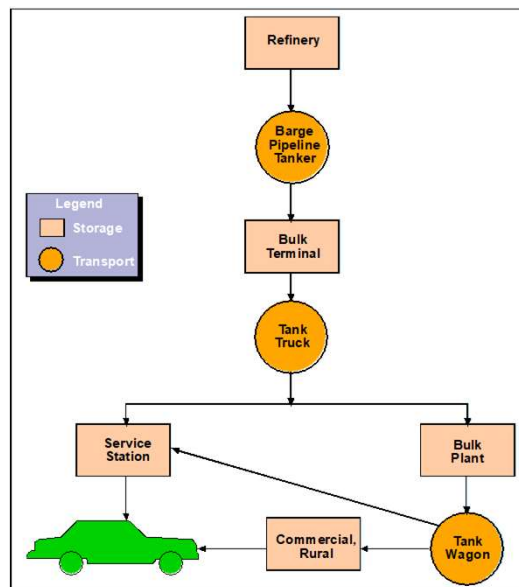 Refinery
Barge
Pipeline
Tanker
Legend
Storage
Transport
Bulk
Terminal
Tank
Truck
Service
Station
Bulk
Plant
Commercial,
Rural
Tank
Wagon